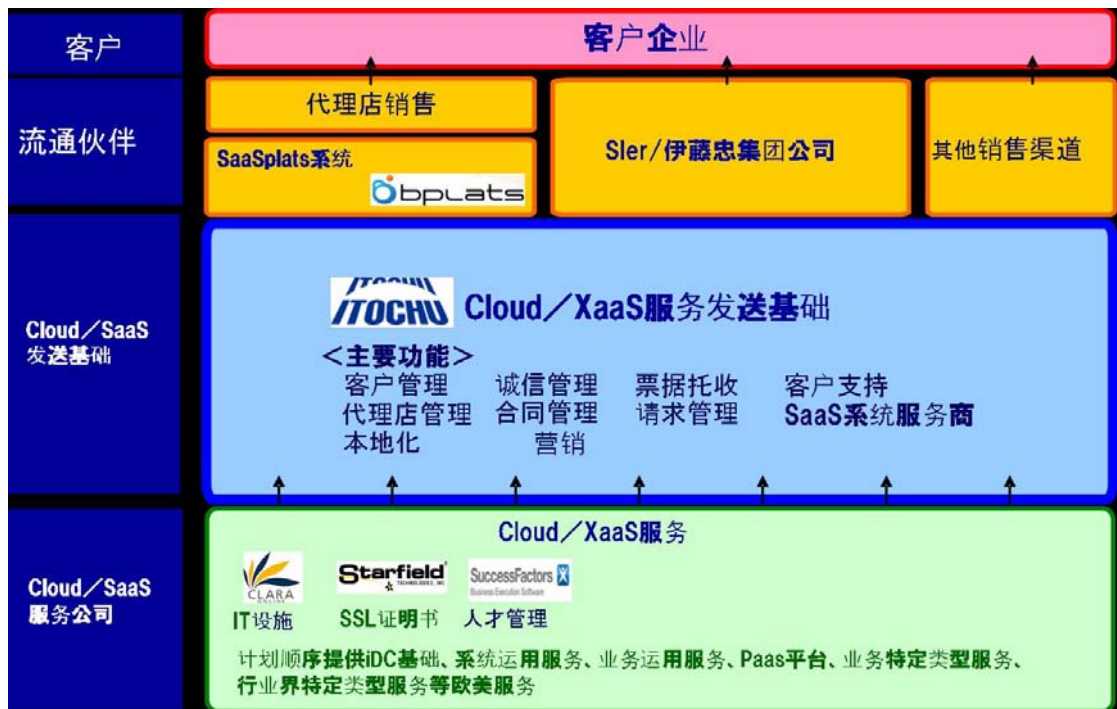 客户
客户企业
流通伙伴
代理店销售
SaaSplats系统
bplats
SIer/伊藤忠集团公司
其他销售渠道
Cloud／SaaS
发送基础
ITOCHU
ITOCHU
Cloud／XaaS服务发送基础
＜主要功能＞
客户管理 诚信管理 票据托收 客户支持
代理店管理 合同管理 请求管理 SaaS系统服务商
本地化 营销
Cloud／SaaS
服务公司
Cloud／XaaS服务
CLARA
ONLINE
Starfield
TECHNOLOGIES, INC.
SuccessFactors
Business Execution Software
IT设施 SSL证明书 人才管理
计划顺序提供iDC基础、系统运用服务、业务运用服务、Paas平台、业务特定类型服务、
行业界特定类型服务等欧美服务